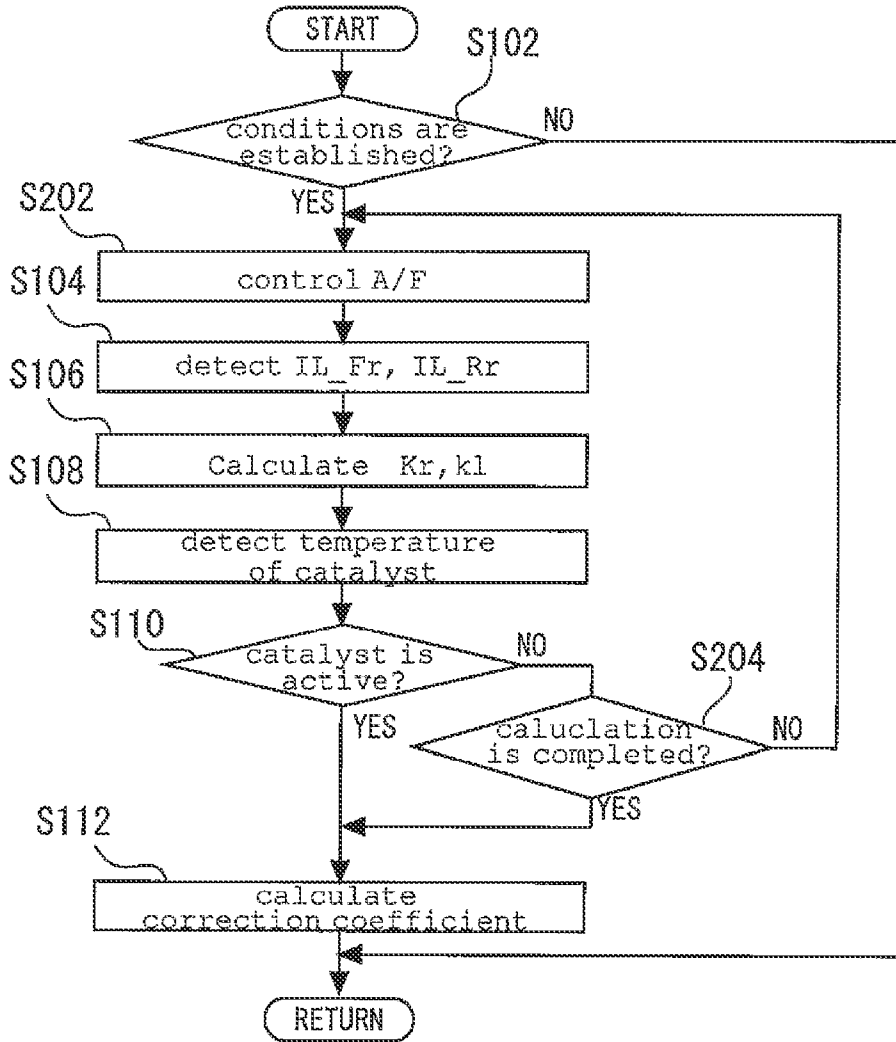 START
S102
conditions are
established?
NO
YES
S202
control A/F
S104
detect IL_Fr, IL_Rr
S106
Calculate Kr, kl
S108
detect temperature
of catalyst
S110
catalyst is
active?
NO
YES
S204
caluclation
is completed?
NO
YES
S112
calculate
correction coefficient
RETURN